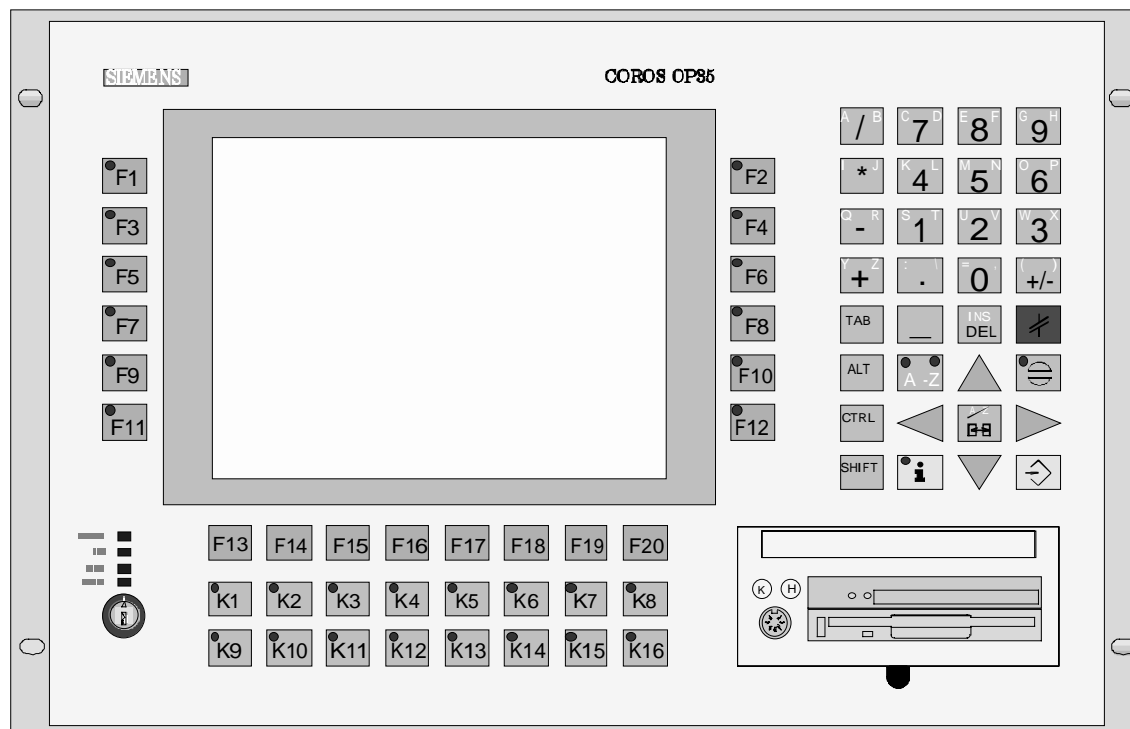 SIEMENS
COROS OP35
A / B
C 7 D
E 8 F
G 9 H
F1
F2
I * J
K 4 L
M 5 N
O 6 P
F3
F4
Q - R
S 1 T
U 2 V
W 3 X
F5
F6
Y + Z
: . \
= 0 ,
( +/- )
F7
F8
TAB
_
INS
DEL
F9
F10
ALT
A -Z
F11
F12
CTRL
SHIFT
i
F13 F14 F15 F16 F17 F18 F19 F20
K1 K2 K3 K4 K5 K6 K7 K8
K H
K9 K10 K11 K12 K13 K14 K15 K16